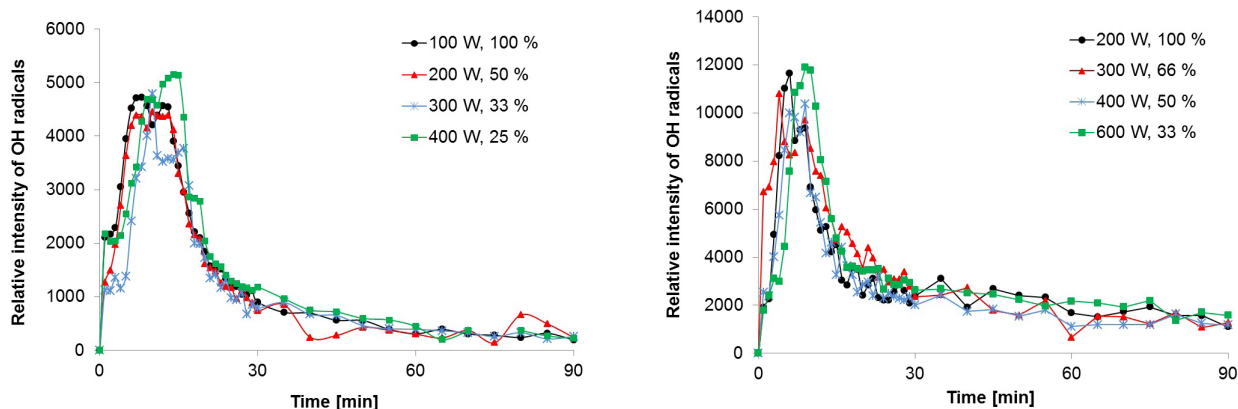 Relative intensity of OH radicals
6000
5000
4000
3000
2000
1000
0
0
30
60
90
Time [min]
100 W, 100 %
200 W, 50 %
300 W, 33 %
400 W, 25 %
Relative intensity of OH radicals
14000
12000
10000
8000
6000
4000
2000
0
0
30
60
90
Time [min]
200 W, 100 %
300 W, 66 %
400 W, 50 %
600 W, 33 %